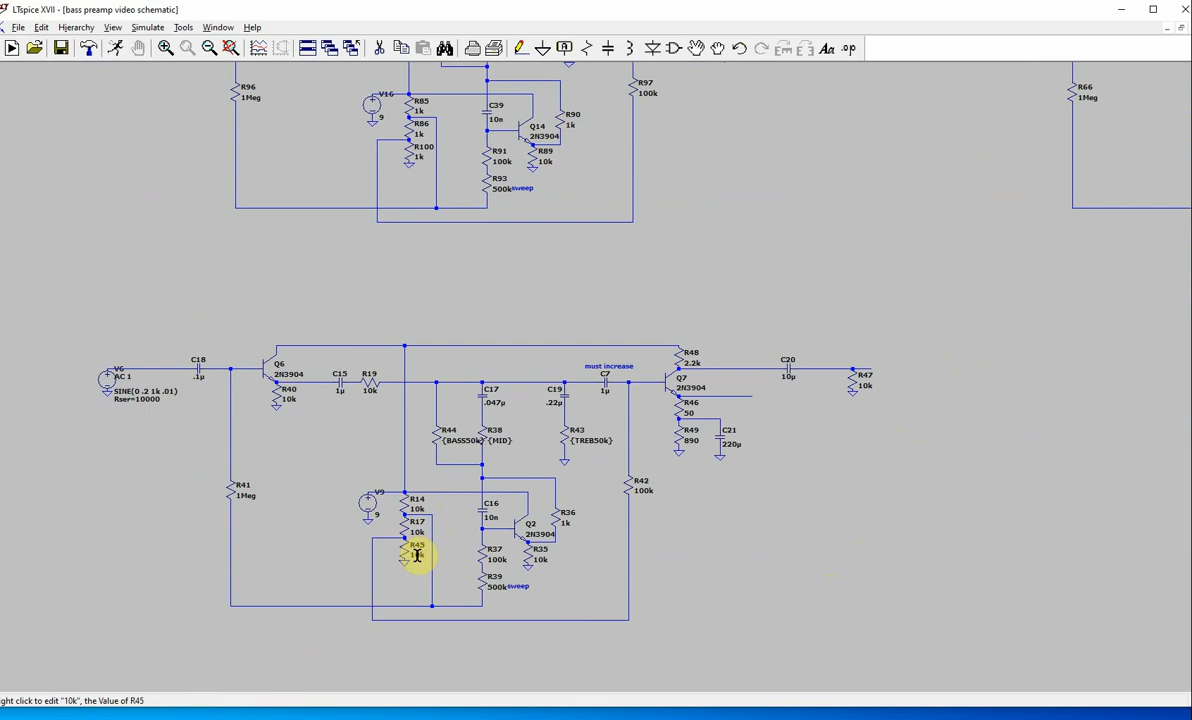 LTspice XVII - [bass preamp video schematic]
File Edit Hierarchy View Simulate Tools Window Help
Aa .op
R96
1Meg
V16
9
R85
1k
R86
1k
R100
1k
C39
10n
R91
100k
R93
500k sweep
Q14
2N3904
R90
1k
R89
10k
R97
100k
R66
1Meg
V6
AC 1
SINE(0 .2 1k .01)
Rser=10000
C18
.1µ
Q6
2N3904
R40
10k
C15
1µ
R19
10k
R41
1Meg
C17
.047µ
R44
{BASS50k}
R38
{MID}
C19
.22µ
R43
{TREB50k}
must increase
C7
1µ
Q7
2N3904
R48
2.2k
R46
50
R49
890
C21
220µ
C20
10µ
R47
10k
V9
9
R14
10k
R17
10k
R45
10k
C16
10n
R37
100k
R39
500k sweep
Q2
2N3904
R36
1k
R35
10k
R42
100k
ight click to edit "10k", the Value of R45